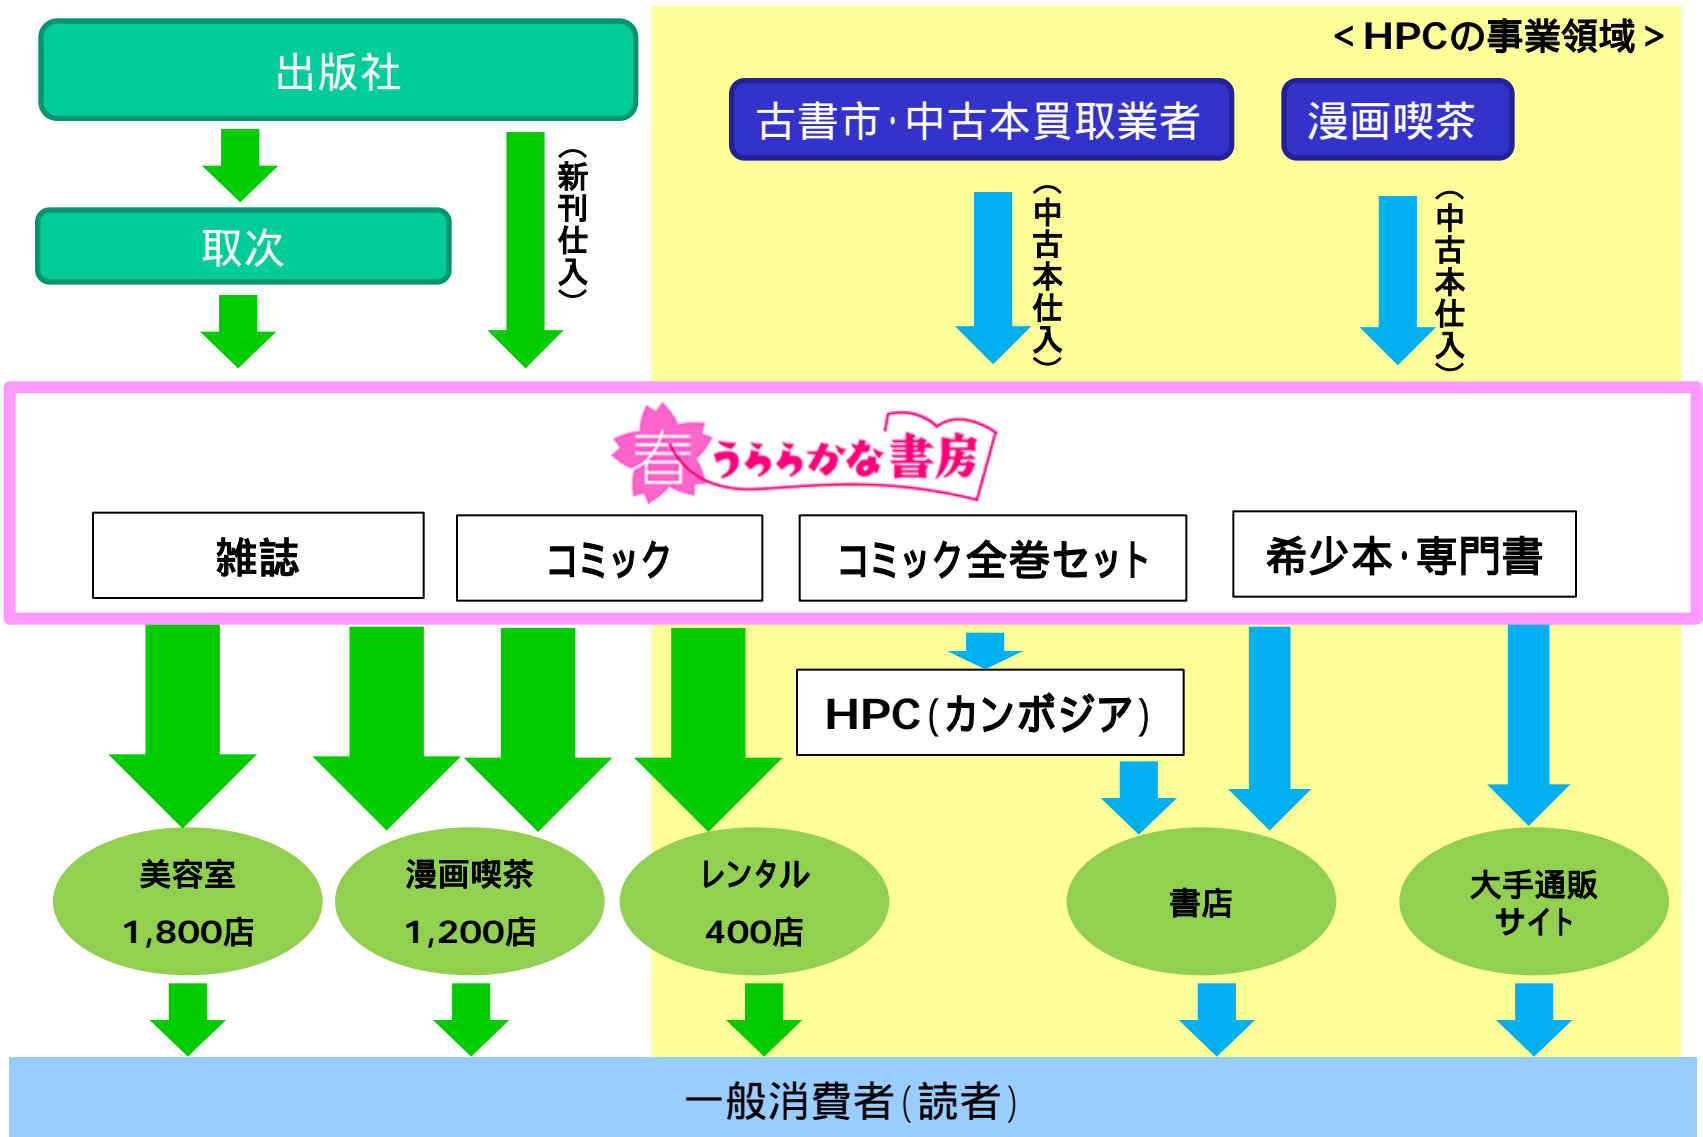 ＜HPCの事業領域＞
出版社
古書市・中古本買取業者
漫画喫茶
（新刊仕入）
（中古本仕入）
（中古本仕入）
取次
春うららかな書房
雑誌
コミック
コミック全巻セット
希少本・専門書
HPC(カンボジア)
美容室
1,800店
漫画喫茶
1,200店
レンタル
400店
書店
大手通販
サイト
一般消費者(読者)